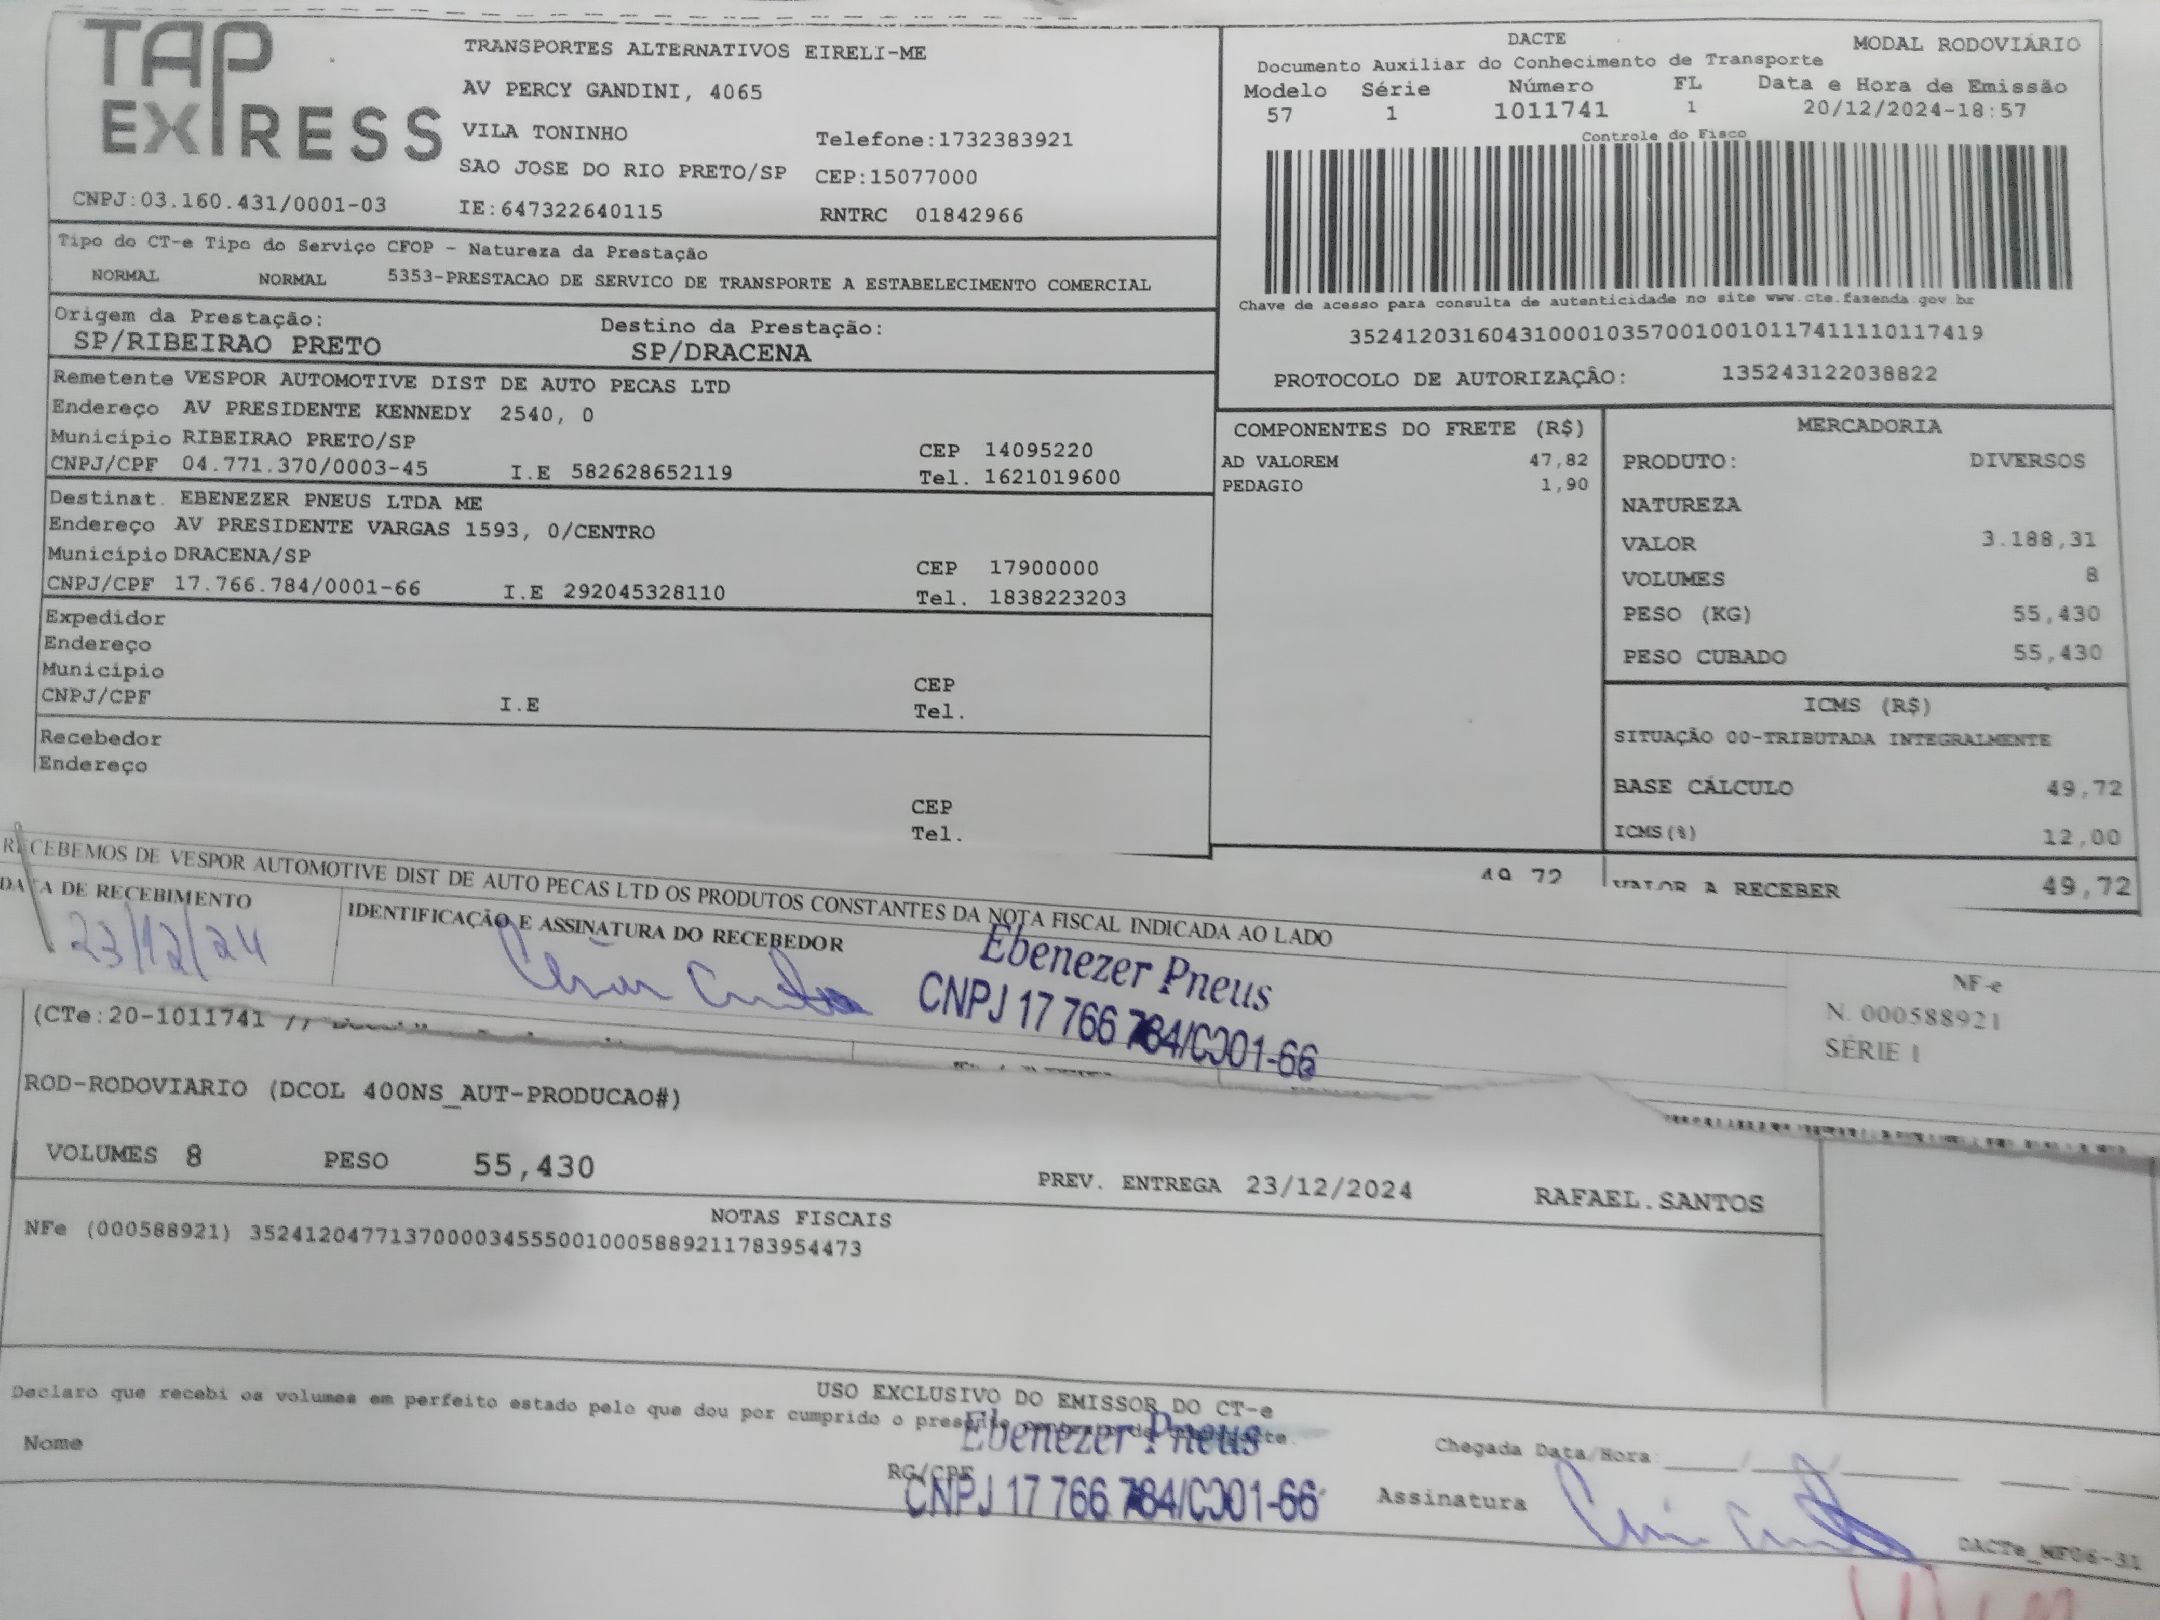 TAP EXPRESS
TRANSPORTES ALTERNATIVOS EIRELI-ME
AV PERCY GANDINI, 4065
VILA TONINHO Telefone:1732383921
SAO JOSE DO RIO PRETO/SP CEP:15077000
CNPJ:03.160.431/0001-03 IE:647322640115 RNTRC 01842966
DACTE MODAL RODOVIÁRIO
Documento Auxiliar do Conhecimento de Transporte
Modelo Série Número FL Data e Hora de Emissão
57 1 1011741 1 20/12/2024-18:57
Controle do Fisco
Chave de acesso para consulta de autenticidade no site www.cte.fazenda.gov.br
35241203160431000103570010010117411110117419
PROTOCOLO DE AUTORIZAÇÃO: 135243122038822
Tipo do CT-e Tipo do Serviço CFOP - Natureza da Prestação
NORMAL NORMAL 5353-PRESTACAO DE SERVICO DE TRANSPORTE A ESTABELECIMENTO COMERCIAL
Origem da Prestação: Destino da Prestação:
SP/RIBEIRAO PRETO SP/DRACENA
Remetente VESPOR AUTOMOTIVE DIST DE AUTO PECAS LTD
Endereço AV PRESIDENTE KENNEDY 2540, 0
Município RIBEIRAO PRETO/SP CEP 14095220
CNPJ/CPF 04.771.370/0003-45 I.E 582628652119 Tel. 1621019600
Destinat. EBENEZER PNEUS LTDA ME
Endereço AV PRESIDENTE VARGAS 1593, 0/CENTRO
Município DRACENA/SP CEP 17900000
CNPJ/CPF 17.766.784/0001-66 I.E 292045328110 Tel. 1838223203
Expedidor
Endereço
Município CEP
CNPJ/CPF I.E Tel.
Recebedor
Endereço
CEP
Tel.
COMPONENTES DO FRETE (R$)
AD VALOREM 47,82
PEDAGIO 1,90
49,72
MERCADORIA
PRODUTO: DIVERSOS
NATUREZA
VALOR 3.188,31
VOLUMES 8
PESO (KG) 55,430
PESO CUBADO 55,430
ICMS (R$)
SITUAÇÃO 00-TRIBUTADA INTEGRALMENTE
BASE CÁLCULO 49,72
ICMS(%) 12,00
VALOR A RECEBER 49,72
RECEBEMOS DE VESPOR AUTOMOTIVE DIST DE AUTO PECAS LTD OS PRODUTOS CONSTANTES DA NOTA FISCAL INDICADA AO LADO
DATA DE RECEBIMENTO IDENTIFICAÇÃO E ASSINATURA DO RECEBEDOR
23/12/24
Ebenezer Pneus
CNPJ 17 766 784/0001-66
NF-e
N. 000588921
SÉRIE 1
(CTe:20-1011741
ROD-RODOVIARIO (DCOL 400NS_AUT-PRODUCAO#)
VOLUMES 8 PESO 55,430 PREV. ENTREGA 23/12/2024 RAFAEL.SANTOS
NOTAS FISCAIS
NFe (000588921) 35241204771370000345550010005889211783954473
USO EXCLUSIVO DO EMISSOR DO CT-e
Declaro que recebi os volumes em perfeito estado pelo que dou por cumprido o presente
Ebenezer Pneus
Nome RG/CPF Chegada Data/Hora:
CNPJ 17 766 784/0001-66
Assinatura
DACTe_MF06-31